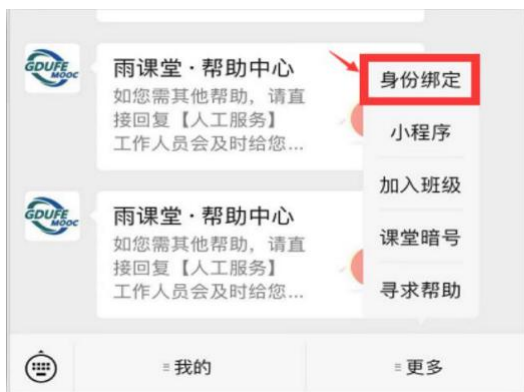 GDUFE
MOOC
雨课堂·帮助中心
如您需其他帮助，请直
接回复【人工服务】
工作人员会及时给您...
身份绑定
小程序
加入班级
GDUFE
MOOC
雨课堂·帮助中心
如您需其他帮助，请直
接回复【人工服务】
工作人员会及时给您...
课堂暗号
寻求帮助
我的
更多